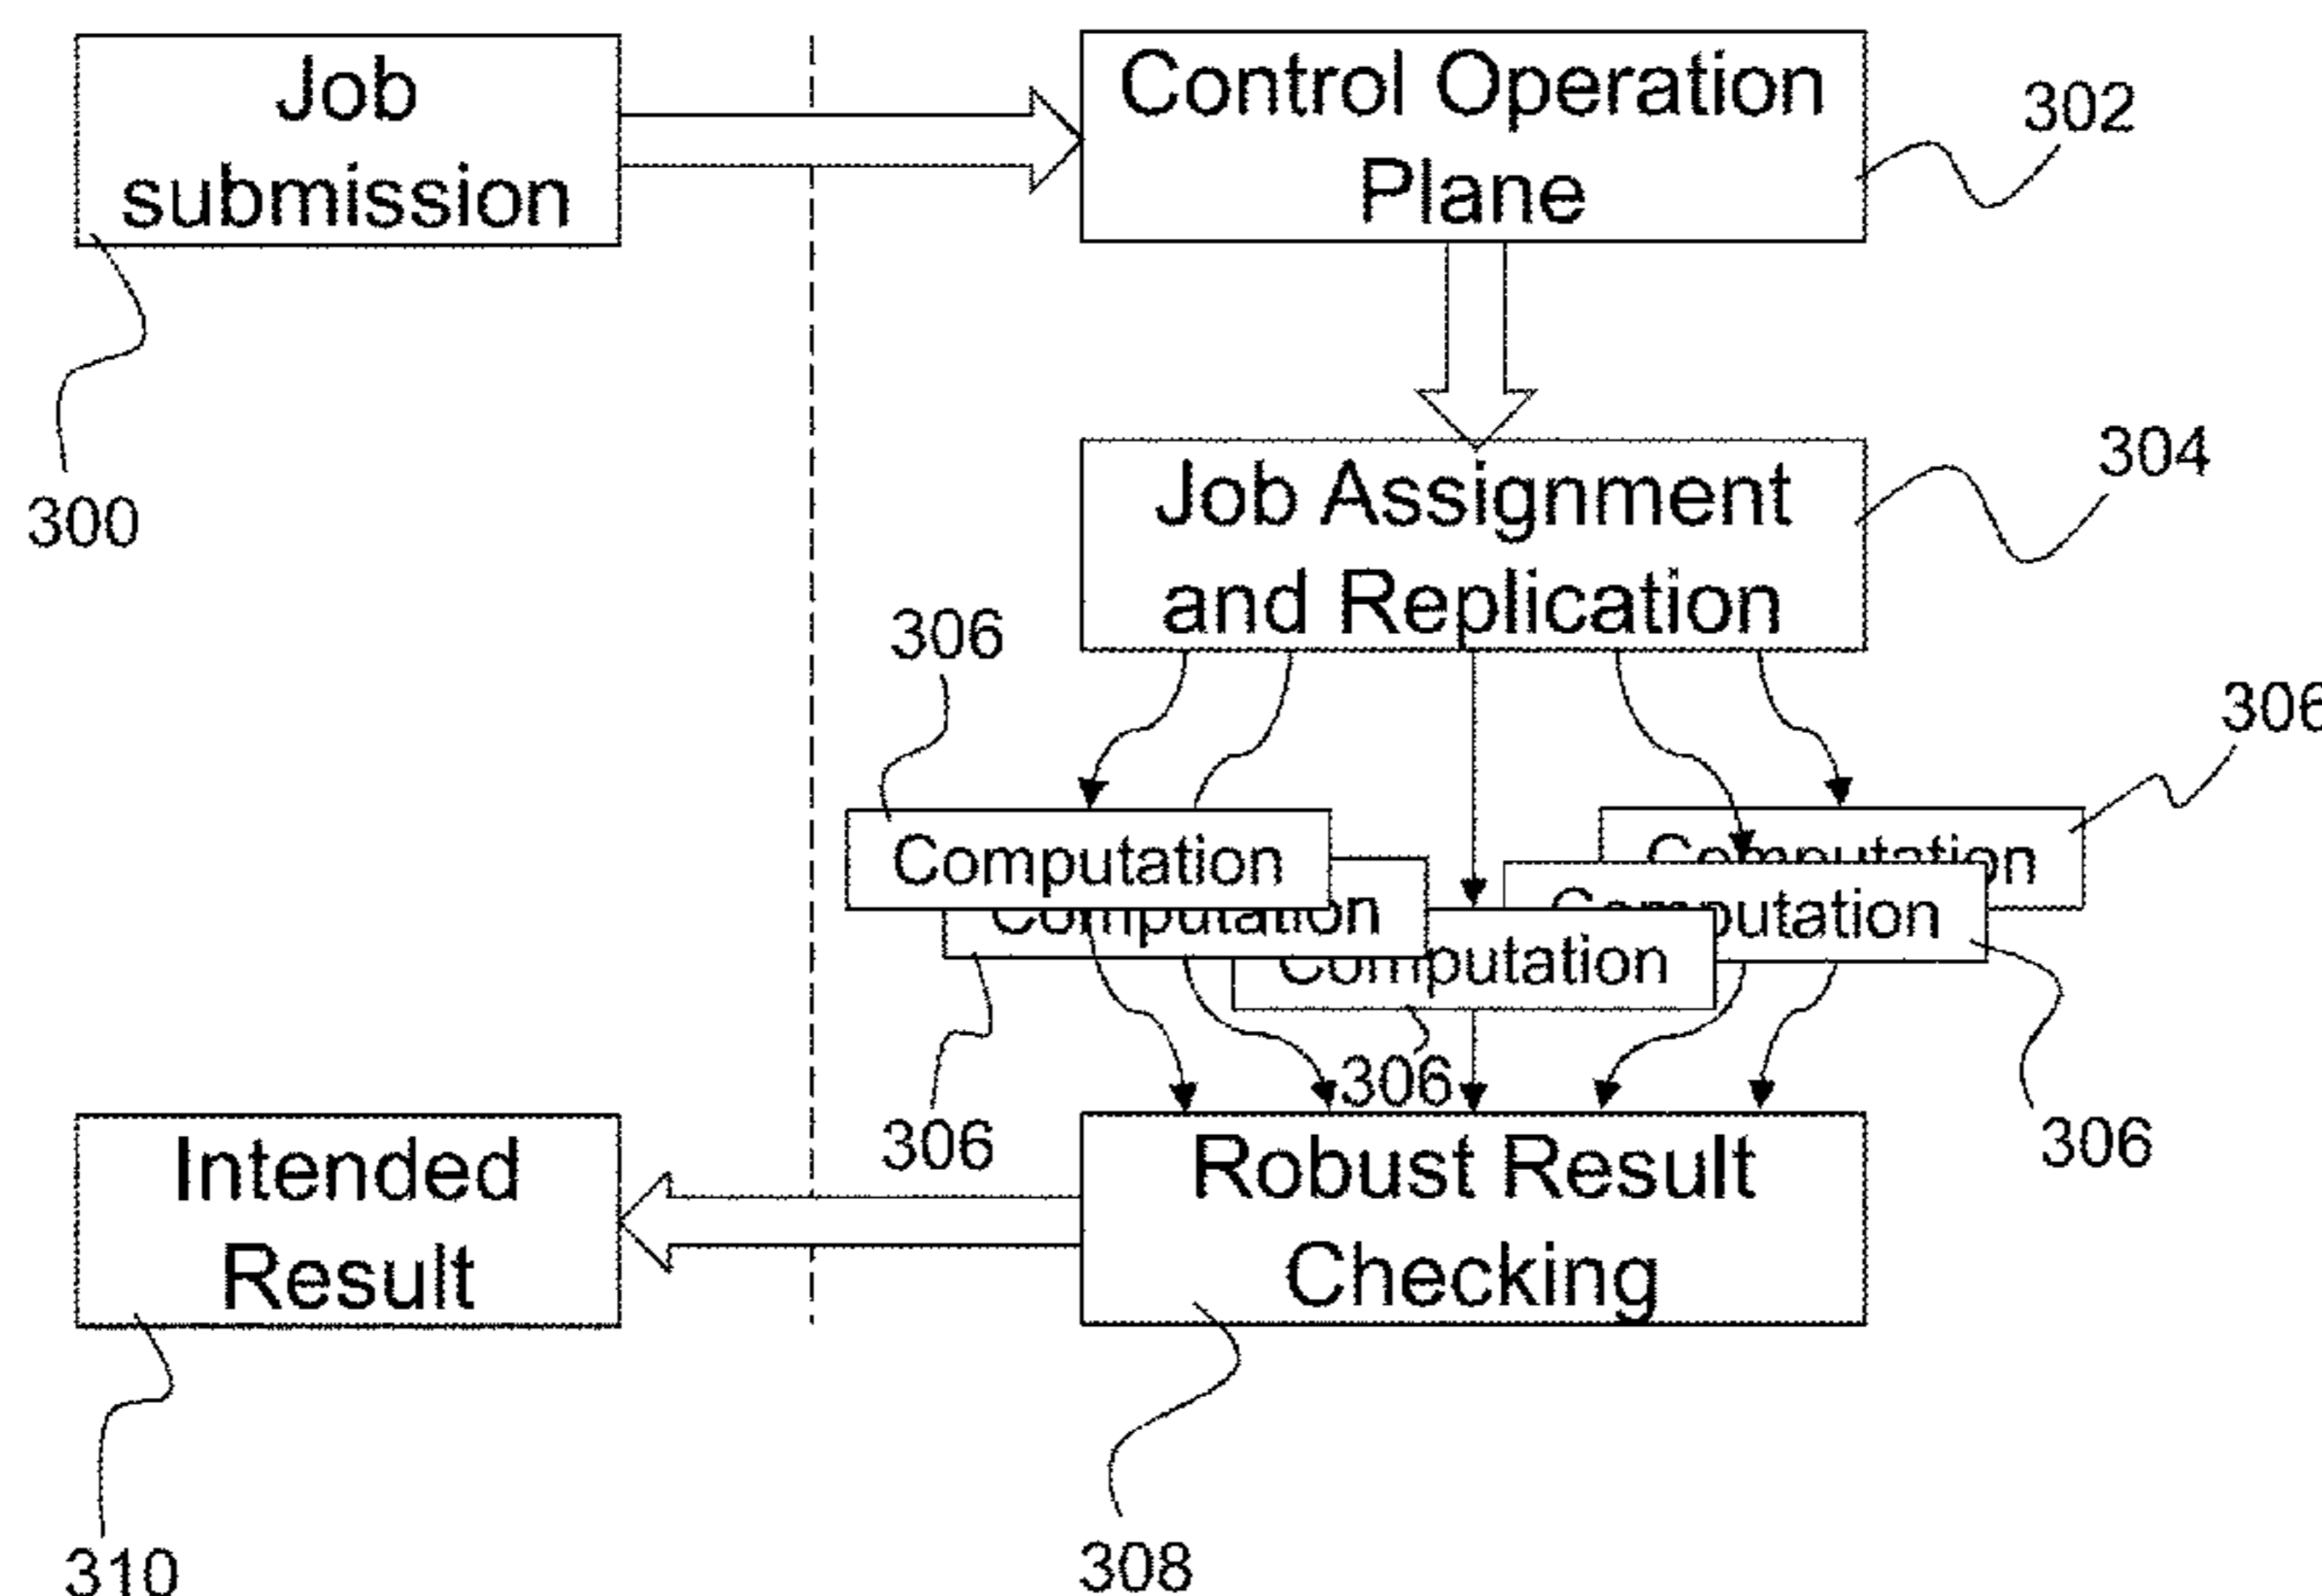 Job
submission
Control Operation
Plane
302
300
Job Assignment
and Replication
304
306
306
Computation
Computation
Computation
Computation
Computation
306
306
306
Intended
Result
Robust Result
Checking
310
308